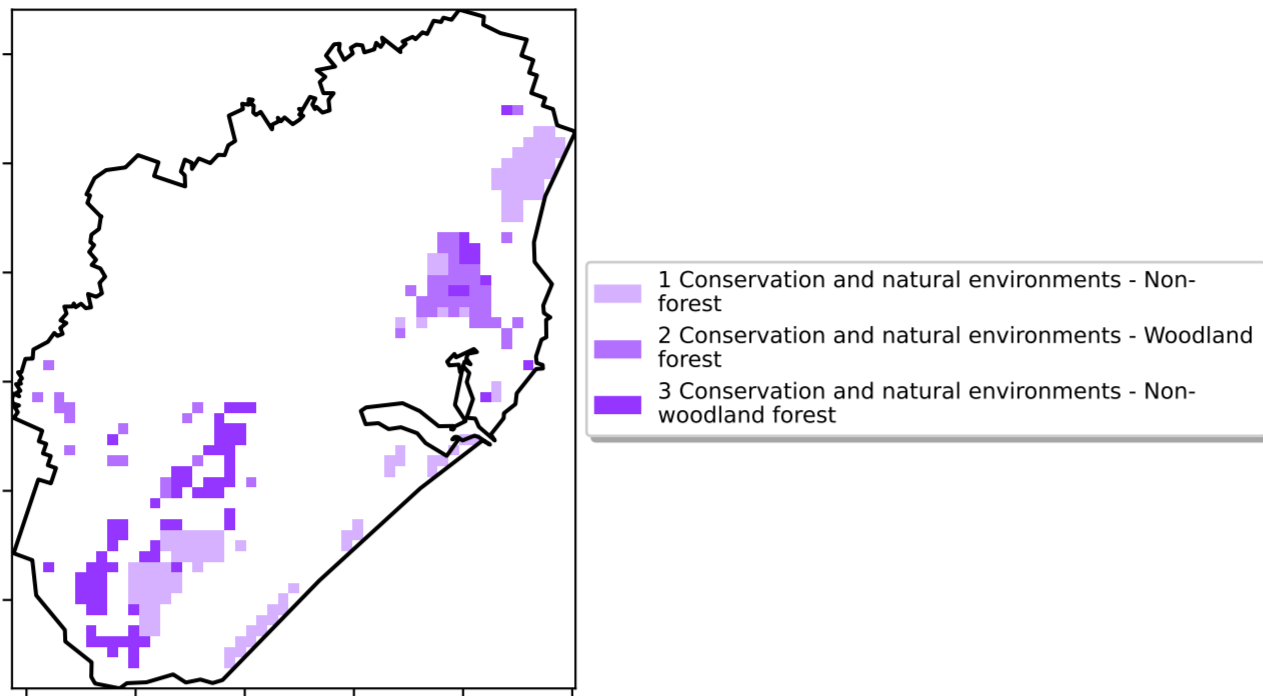 1 Conservation and natural environments - Non-
forest
2 Conservation and natural environments - Woodland
forest
3 Conservation and natural environments - Non-
woodland forest